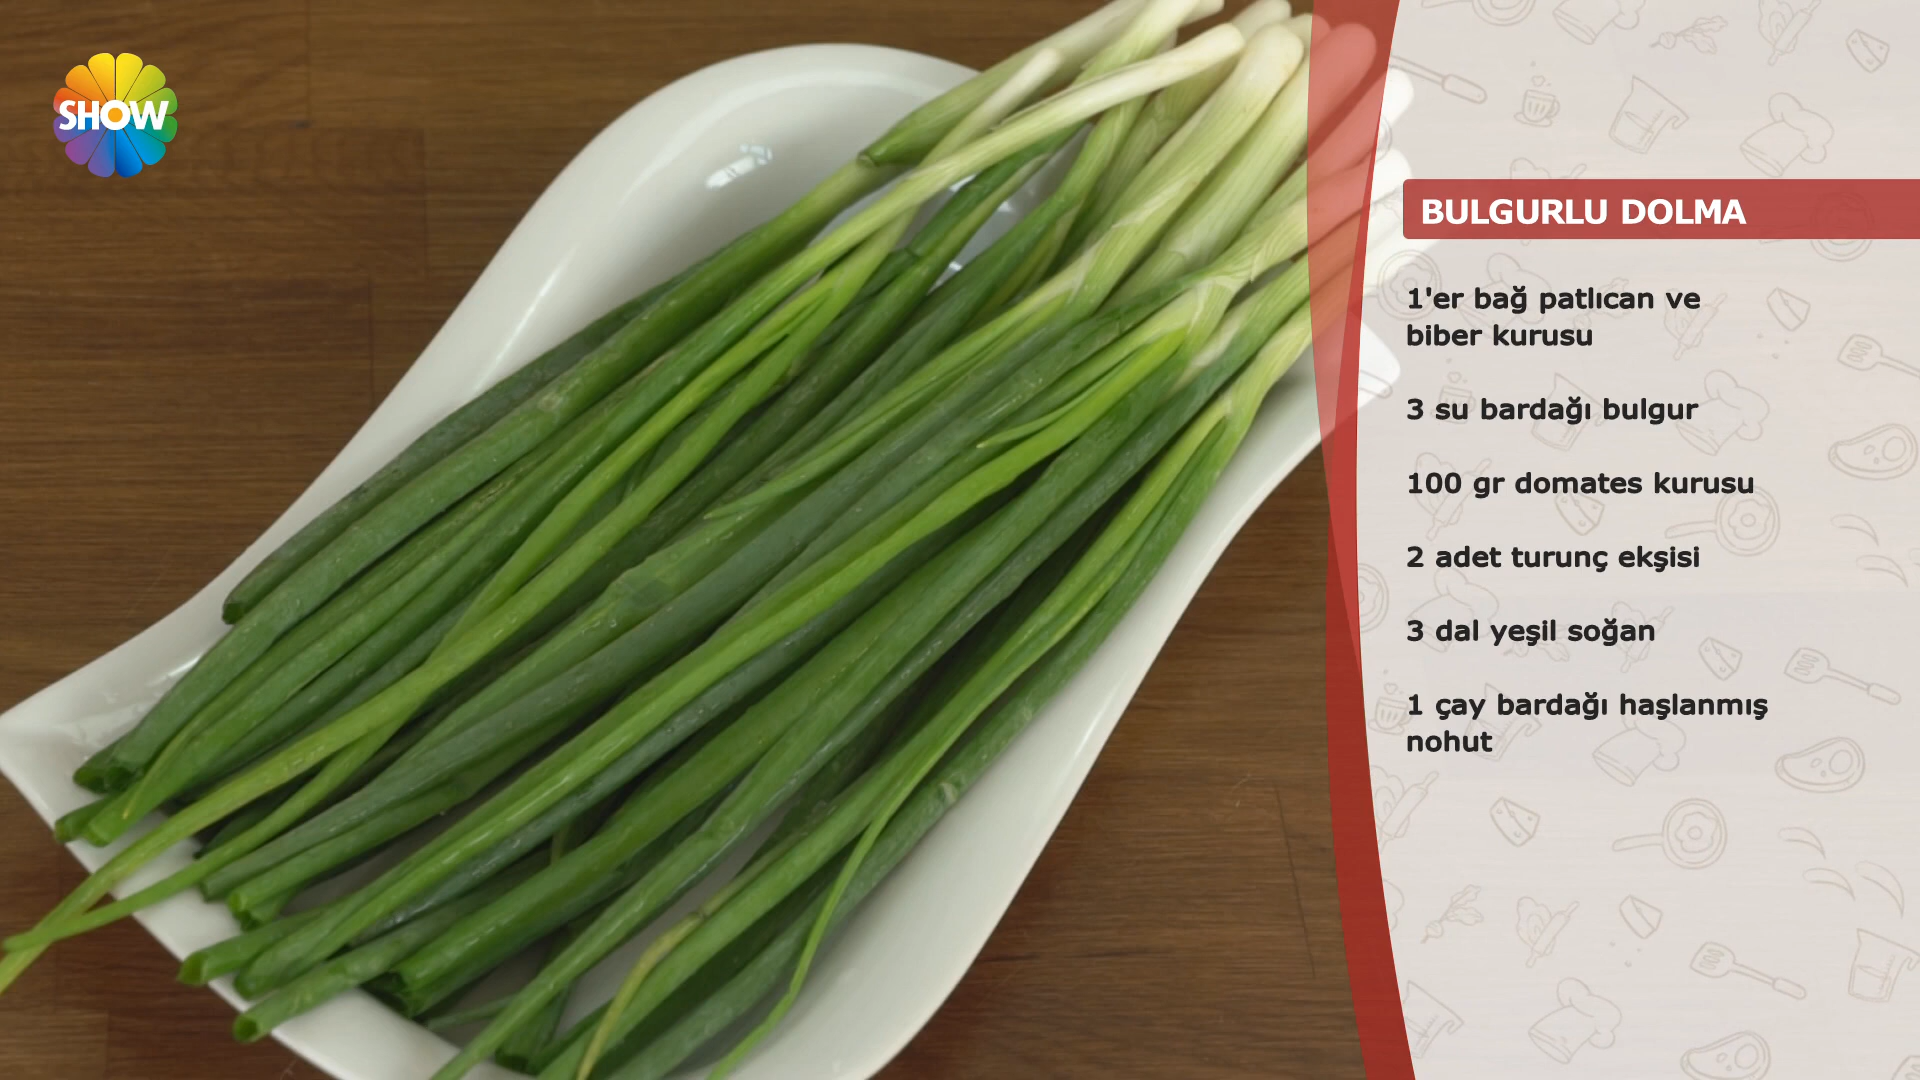 SHOW
BULGURLU DOLMA
1'er bağ patlıcan ve
biber kurusu
3 su bardağı bulgur
100 gr domates kurusu
2 adet turunç ekşisi
3 dal yeşil soğan
1 çay bardağı haşlanmış
nohut